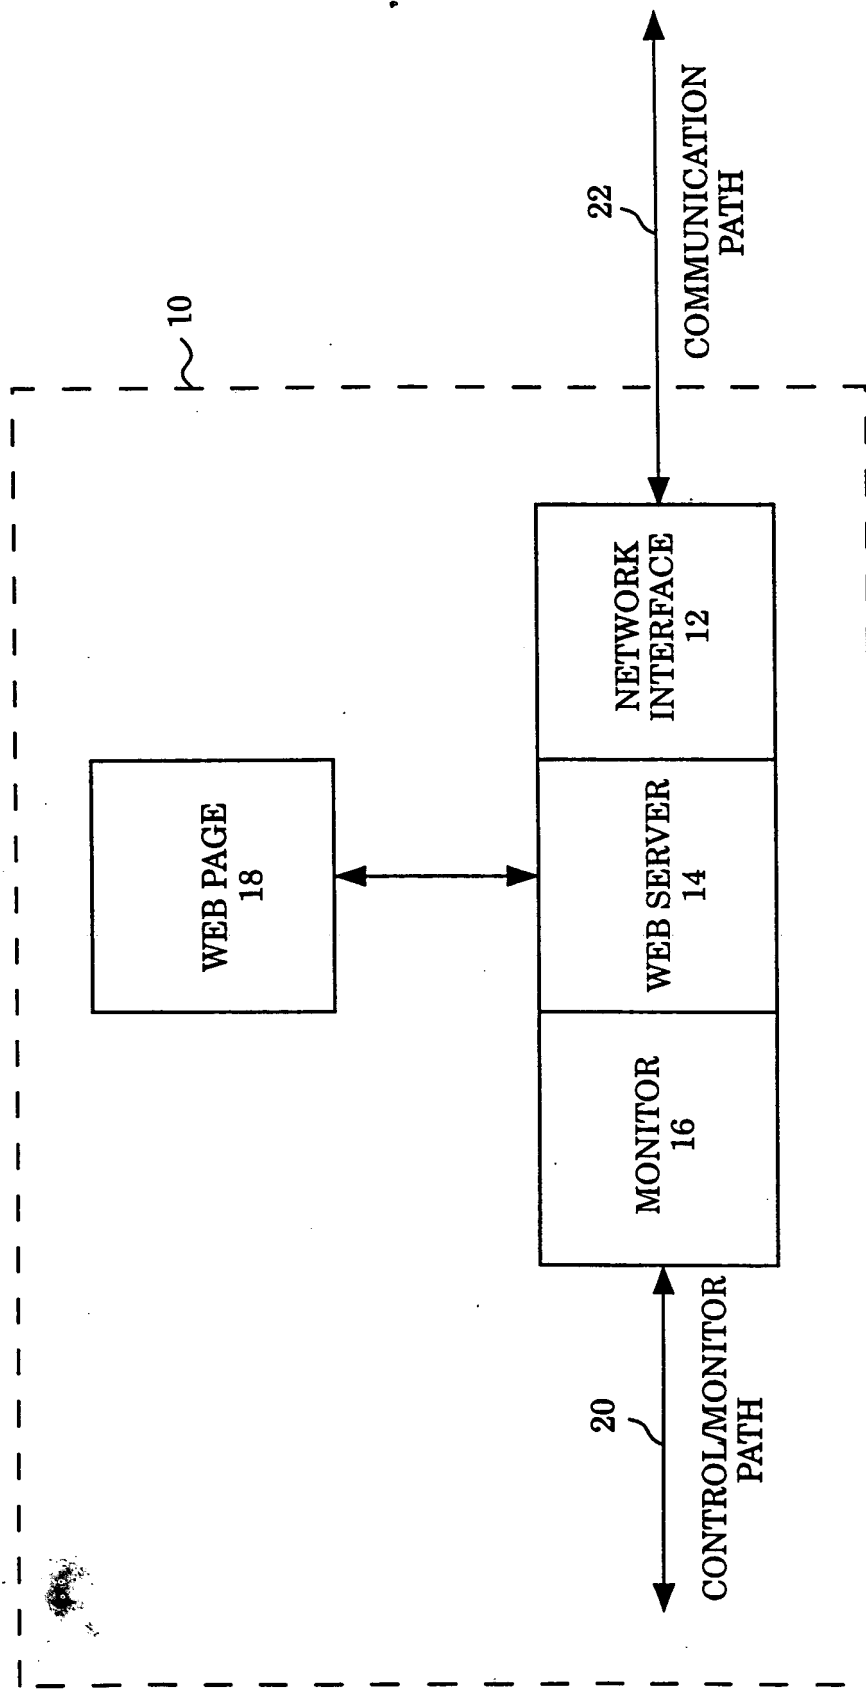 10
WEB PAGE
18
20
CONTROL/MONITOR
PATH
MONITOR
16
WEB SERVER
14
NETWORK
INTERFACE
12
22
COMMUNICATION
PATH